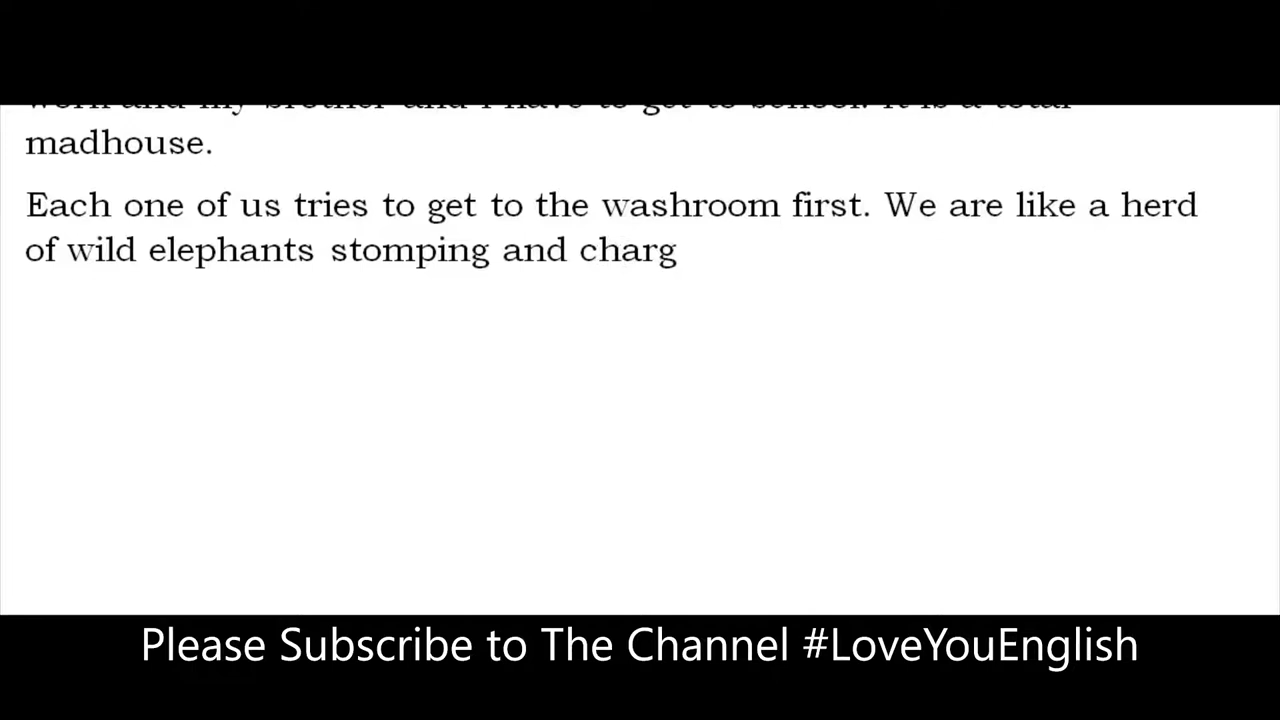 work and my brother and I have to get to school. It is a total
madhouse.
Each one of us tries to get to the washroom first. We are like a herd
of wild elephants stomping and charg
Please Subscribe to The Channel #LoveYouEnglish